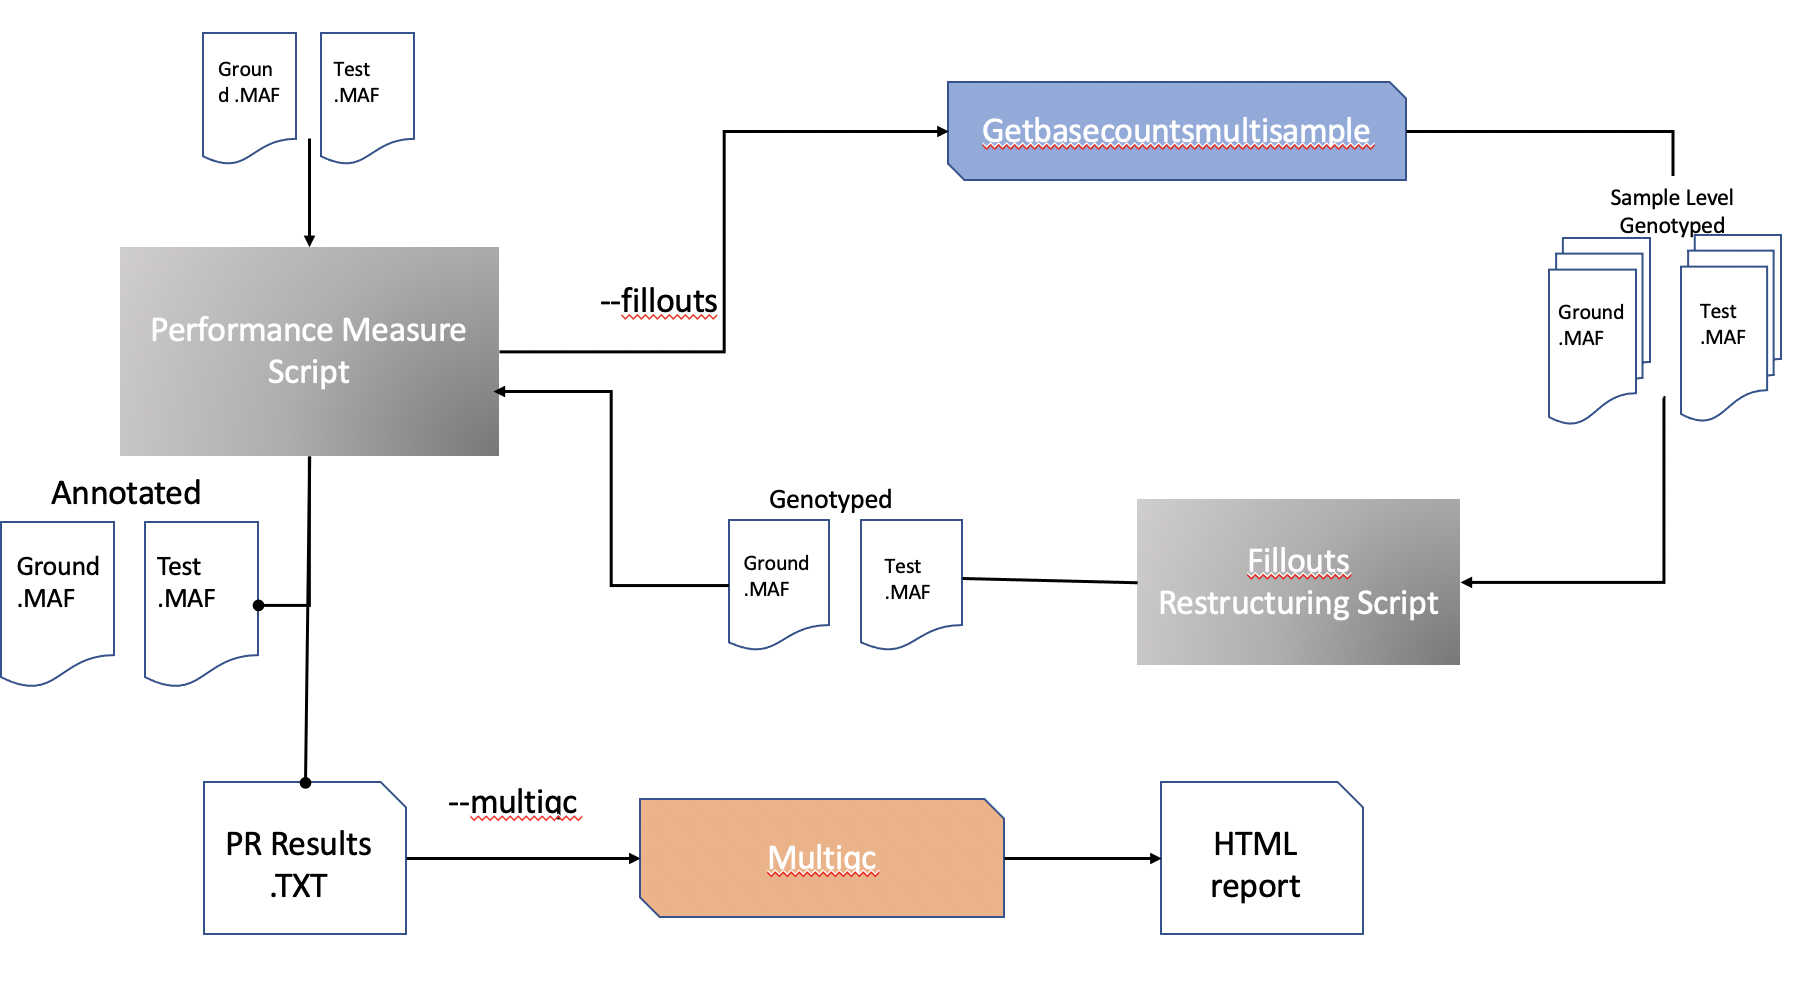 Groun
d .MAF
Test
.MAF
Getbasecountsmultisample
Sample Level
Genotyped
Ground
.MAF
Test
.MAF
--fillouts
Performance Measure
Script
Annotated
Ground
.MAF
Test
.MAF
Genotyped
Ground
.MAF
Test
.MAF
Fillouts
Restructuring Script
PR Results
.TXT
--multiqc
Multiqc
HTML
report